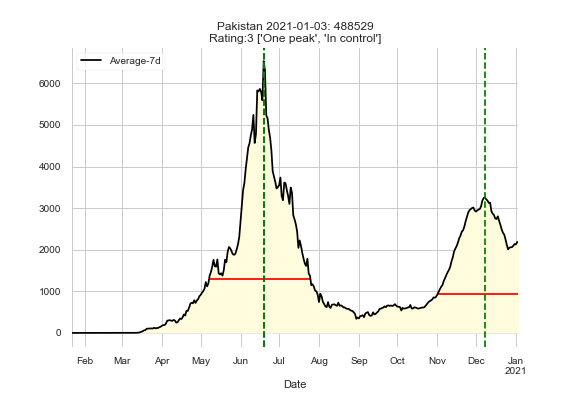 Pakistan 2021-01-03: 488529
Rating:3 ['One peak', 'In control']
Average-7d
6000
5000
4000
3000
2000
1000
0
Feb Mar Apr May Jun Jul Aug Sep Oct Nov Dec Jan
2021
Date